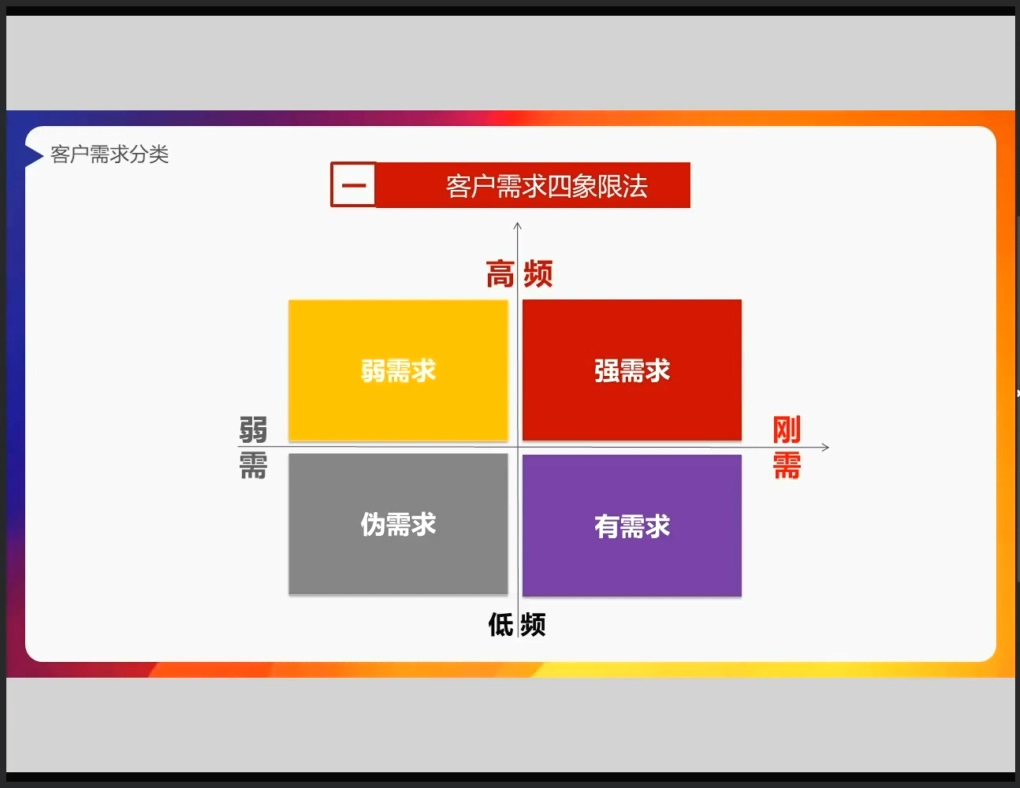 客户需求分类
一 客户需求四象限法
高 频
弱需求 强需求
弱需 刚需
伪需求 有需求
低 频